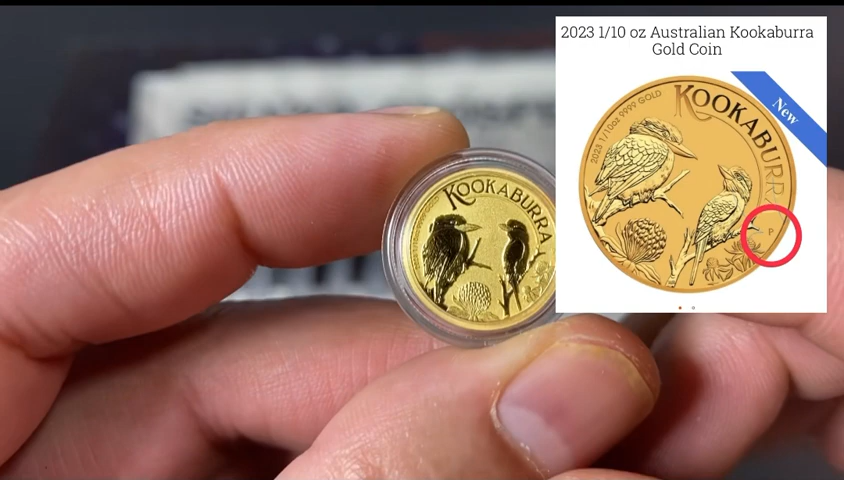 2023 1/10 oz Australian Kookaburra
Gold Coin
New
2023 1/10oz 9999 GOLD
KOOKABURRA
P
KOOKABURRA